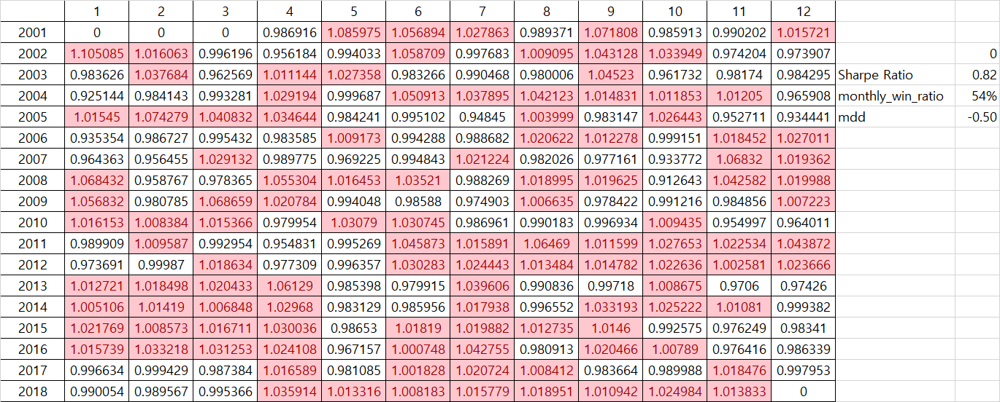 1 2 3 4 5 6 7 8 9 10 11 12
2001 0 0 0 0.986916 1.085975 1.056894 1.027863 0.989371 1.071808 0.985913 0.990202 1.015721
2002 1.105085 1.016063 0.996196 0.956184 0.994033 1.058709 0.997683 1.009095 1.043128 1.033949 0.974204 0.973907 0
2003 0.983626 1.037684 0.962569 1.011144 1.027358 0.983266 0.990468 0.980006 1.04523 0.961732 0.98174 0.984295 Sharpe Ratio 0.82
2004 0.925144 0.984143 0.993281 1.029194 0.999687 1.050913 1.037895 1.042123 1.014831 1.011853 1.01205 0.965908 monthly_win_ratio 54%
2005 1.01545 1.074279 1.040832 1.034644 0.984241 0.995102 0.94845 1.003999 0.983147 1.026443 0.952711 0.934441 mdd -0.50
2006 0.935354 0.986727 0.995432 0.983585 1.009173 0.994288 0.988682 1.020622 1.012278 0.999151 1.018452 1.027011
2007 0.964363 0.956455 1.029132 0.989775 0.969225 0.994843 1.021224 0.982026 0.977161 0.933772 1.06832 1.019362
2008 1.068432 0.958767 0.978365 1.055304 1.016453 1.03521 0.988269 1.018995 1.019625 0.912643 1.042582 1.019988
2009 1.056832 0.980785 1.068659 1.020784 0.994048 0.98588 0.974903 1.006635 0.978422 0.991216 0.984856 1.007223
2010 1.016153 1.008384 1.015366 0.979954 1.03079 1.030745 0.986961 0.990183 0.996934 1.009435 0.954997 0.964011
2011 0.989909 1.009587 0.992954 0.954831 0.995269 1.045873 1.015891 1.06469 1.011599 1.027653 1.022534 1.043872
2012 0.973691 0.99987 1.018634 0.977309 0.996357 1.030283 1.024443 1.013484 1.014782 1.022636 1.002581 1.023666
2013 1.012721 1.018498 1.020433 1.06129 0.985398 0.979915 1.039606 0.990836 0.99718 1.008675 0.9706 0.97426
2014 1.005106 1.01419 1.006848 1.02968 0.983129 0.985956 1.017938 0.996552 1.033193 1.025222 1.01081 0.999382
2015 1.021769 1.008573 1.016711 1.030036 0.98653 1.01819 1.019882 1.012735 1.0146 0.992575 0.976249 0.98341
2016 1.015739 1.033218 1.031253 1.024108 0.967157 1.000748 1.042755 0.980913 1.020466 1.00789 0.976416 0.986339
2017 0.996634 0.999429 0.987384 1.016589 0.981085 1.001828 1.020724 1.008412 0.983664 0.989988 1.018476 0.997953
2018 0.990054 0.989567 0.995366 1.035914 1.013316 1.008183 1.015779 1.018951 1.010942 1.024984 1.013833 0